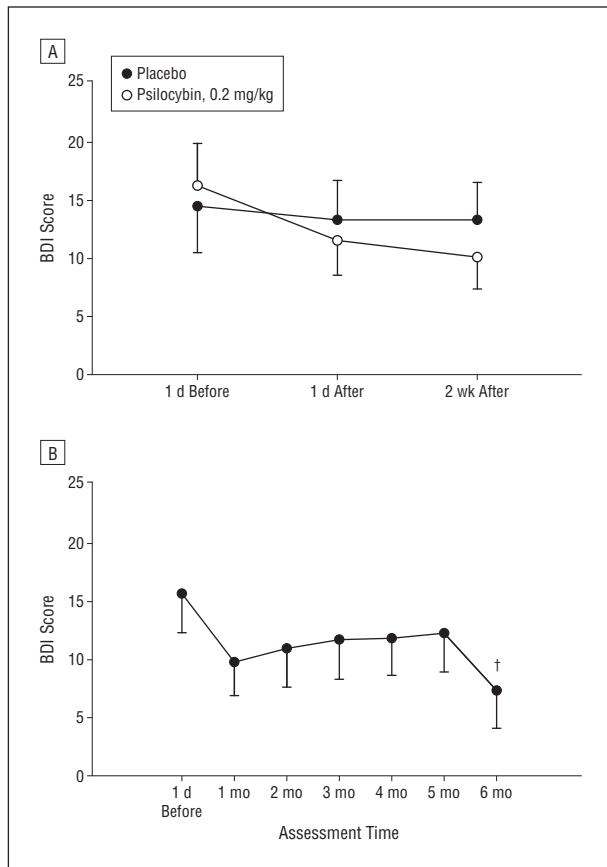 A
Placebo
Psilocybin, 0.2 mg/kg
25
20
15
10
5
0
BDI Score
1 d Before
1 d After
2 wk After
B
25
20
15
10
5
0
BDI Score
†
1 d
Before
1 mo
2 mo
3 mo
4 mo
5 mo
6 mo
Assessment Time